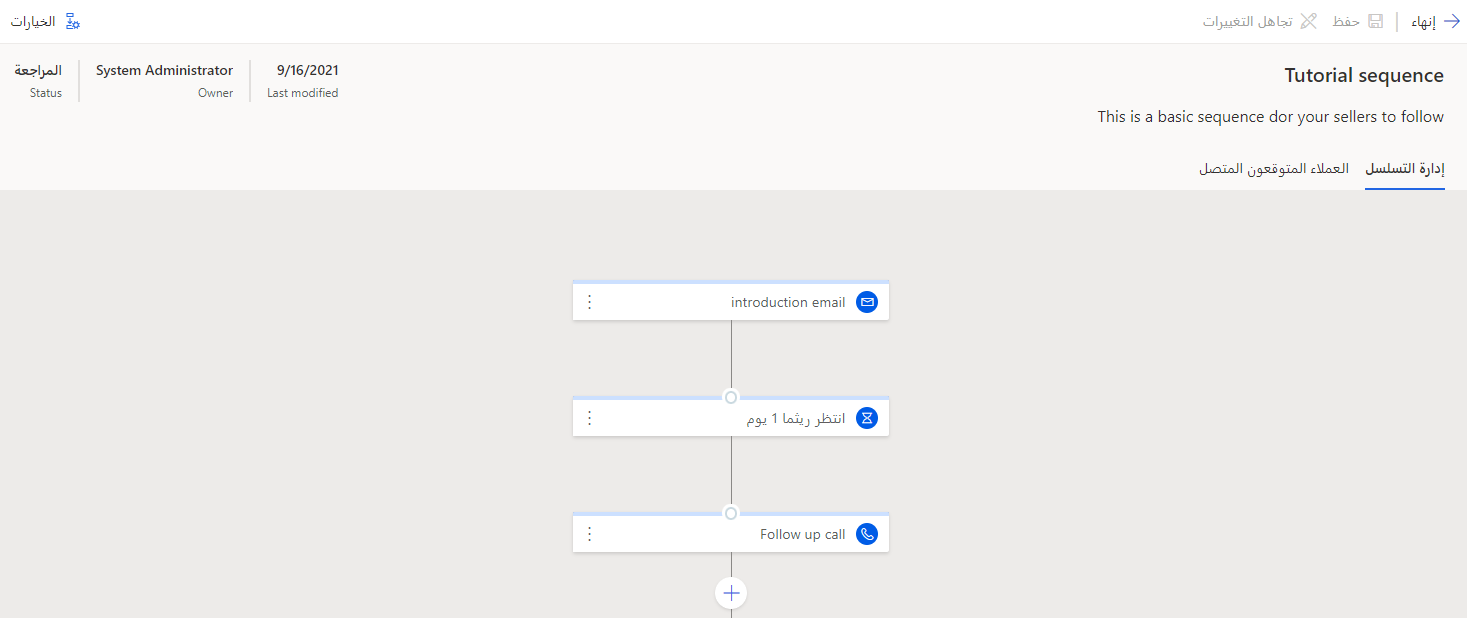 إنهاء
حفظ
تجاهل التغييرات
الخيارات
Tutorial sequence
This is a basic sequence dor your sellers to follow
9/16/2021
Last modified
System Administrator
Owner
المراجعة
Status
إدارة التسلسل
العملاء المتوقعون المتصل
introduction email
انتظر ريثما 1 يوم
Follow up call